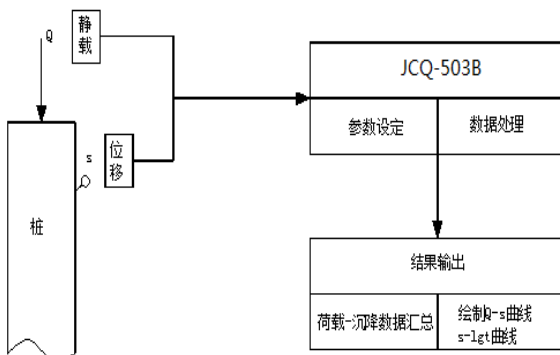 Q
静
载
JCQ-503B
参数设定
数据处理
s
位
移
桩
结果输出
荷载-沉降数据汇总
绘制Q-s曲线
s-lgt曲线